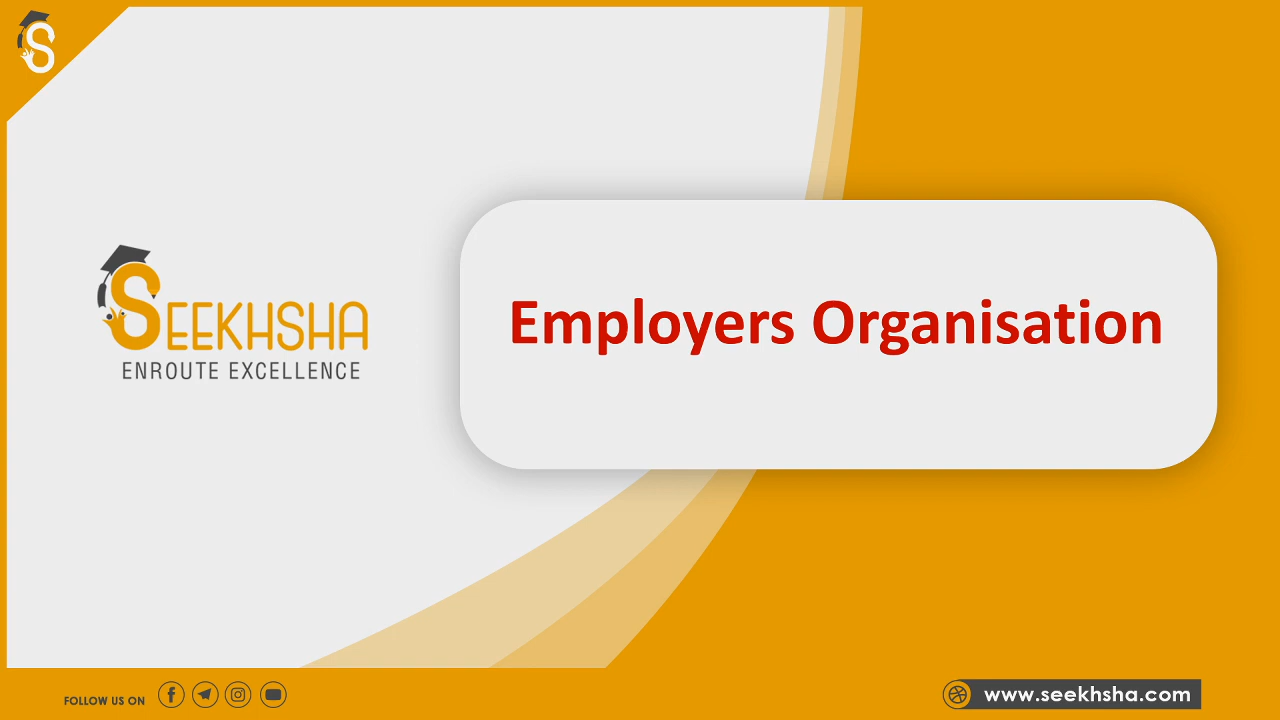 S
SEEKHSHA
ENROUTE EXCELLENCE
Employers Organisation
FOLLOW US ON
www.seekhsha.com